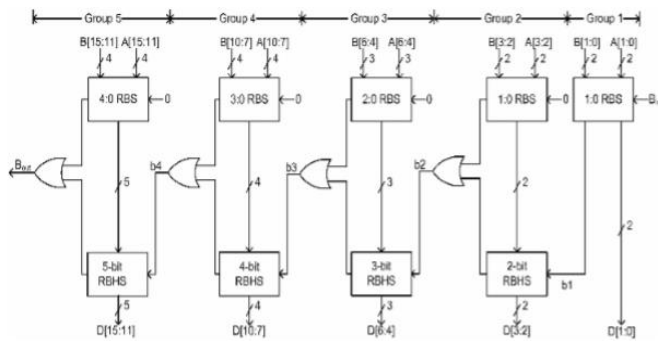 Group 5 Group 4 Group 3 Group 2 Group 1
B[15:11] A[15:11] B[10:7] A[10:7] B[6:4] A[6:4] B[3:2] A[3:2] B[1:0] A[1:0]
4 4 4 4 3 3 2 2 2 2
4:0 RBS 0 3:0 RBS 0 2:0 RBS 0 1:0 RBS 0 1:0 RBS
Bout b4 b3 b2
5 4 3 2 2
5-bit RBHS 4-bit RBHS 3-bit RBHS 2-bit RBHS b1
5 4 3 2
D[15:11] D[10:7] D[6:4] D[3:2] D[1:0]